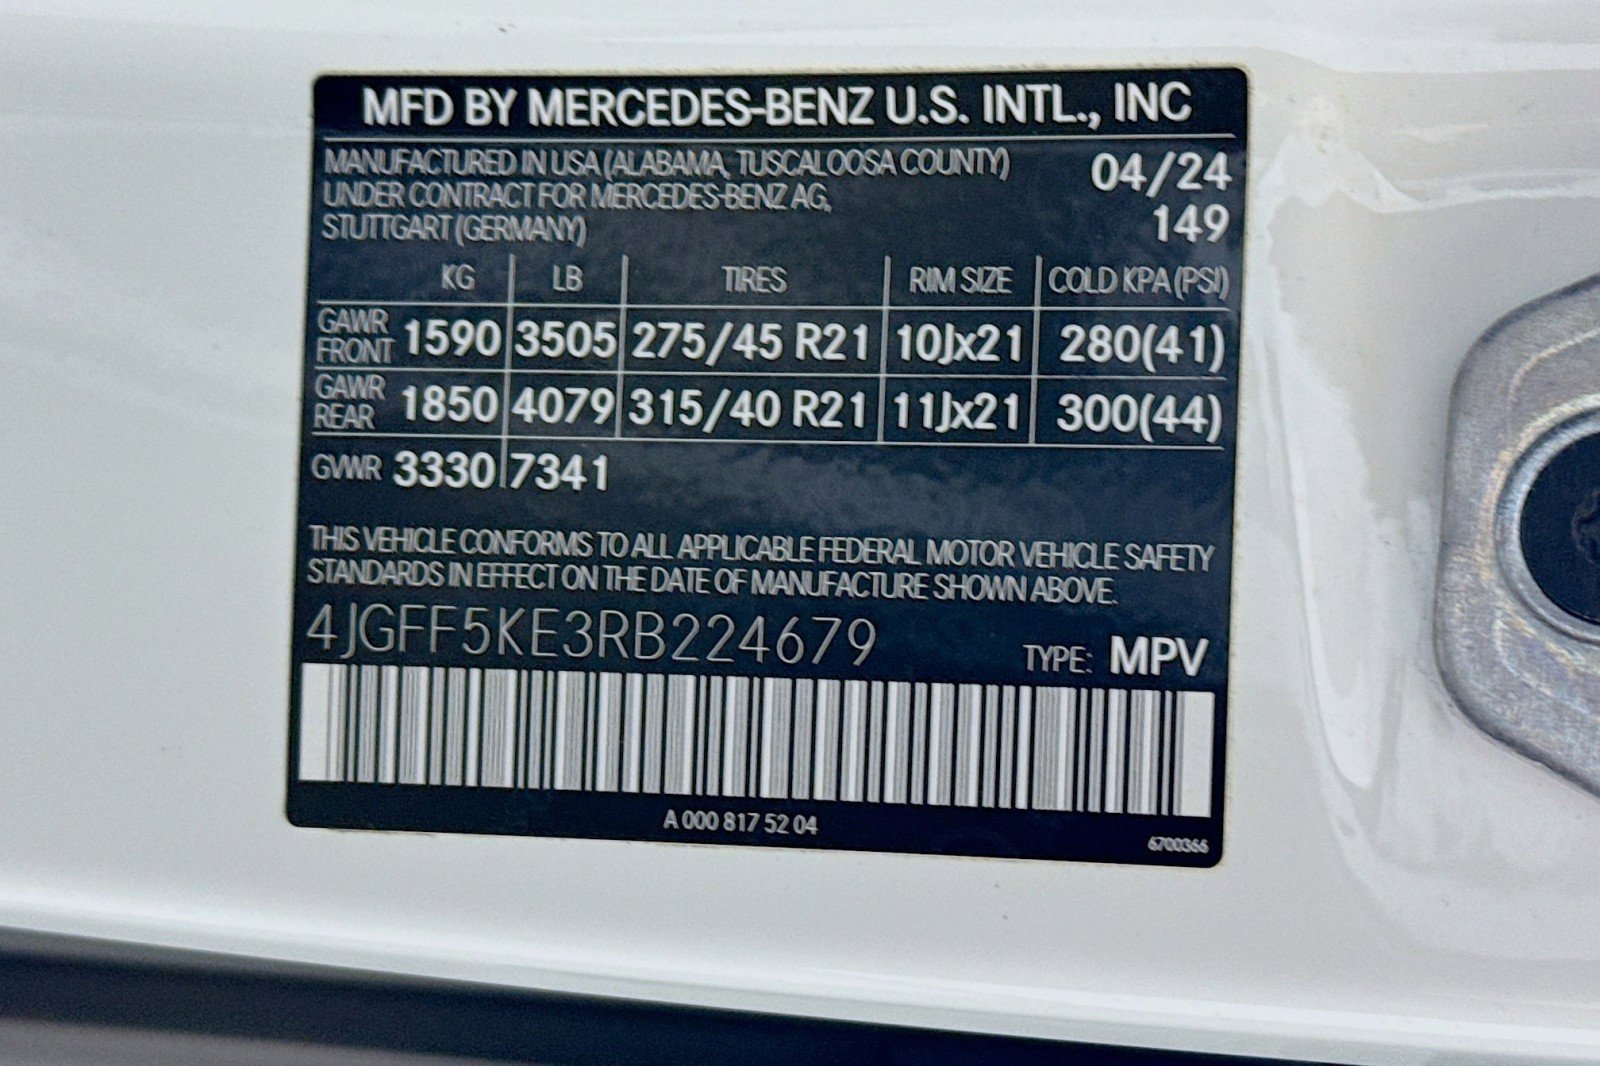 MFD BY MERCEDES-BENZ U.S. INTL., INC
MANUFACTURED IN USA (ALABAMA, TUSCALOOSA COUNTY) 04/24
UNDER CONTRACT FOR MERCEDES-BENZ AG, 149
STUTTGART (GERMANY)
KG LB TIRES RIM SIZE COLD KPA (PSI)
GAWR FRONT 1590 3505 275/45 R21 10Jx21 280(41)
GAWR REAR 1850 4079 315/40 R21 11Jx21 300(44)
GVWR 3330 7341
THIS VEHICLE CONFORMS TO ALL APPLICABLE FEDERAL MOTOR VEHICLE SAFETY
STANDARDS IN EFFECT ON THE DATE OF MANUFACTURE SHOWN ABOVE.
4JGFF5KE3RB224679 TYPE: MPV
A 000 817 52 04
6700366